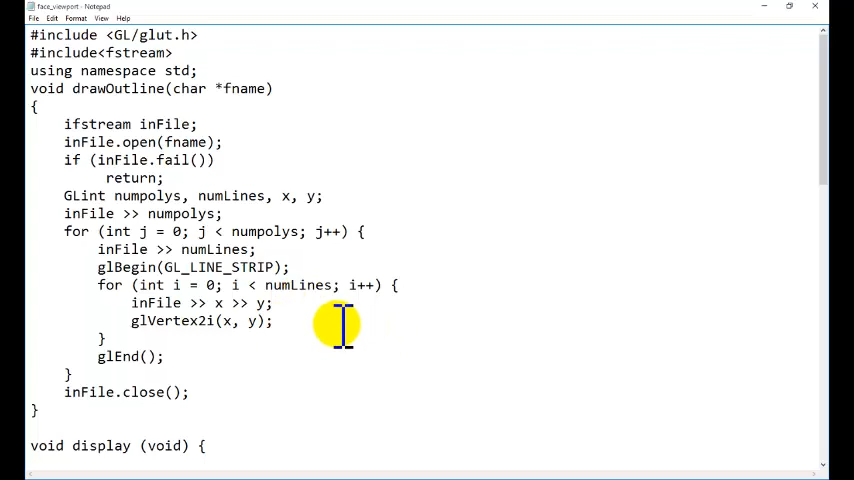 face_viewport - Notepad
File Edit Format View Help
#include <GL/glut.h>
#include<fstream>
using namespace std;
void drawOutline(char *fname)
{
    ifstream inFile;
    inFile.open(fname);
    if (inFile.fail())
         return;
    GLint numpolys, numLines, x, y;
    inFile >> numpolys;
    for (int j = 0; j < numpolys; j++) {
        inFile >> numLines;
        glBegin(GL_LINE_STRIP);
        for (int i = 0; i < numLines; i++) {
            inFile >> x >> y;
            glVertex2i(x, y);
        }
        glEnd();
    }
    inFile.close();
}
void display (void) {